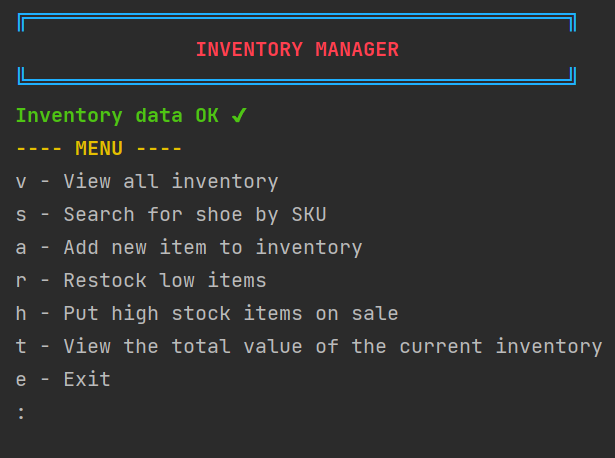 INVENTORY MANAGER
Inventory data OK ✔
---- MENU ----
v - View all inventory
s - Search for shoe by SKU
a - Add new item to inventory
r - Restock low items
h - Put high stock items on sale
t - View the total value of the current inventory
e - Exit
: